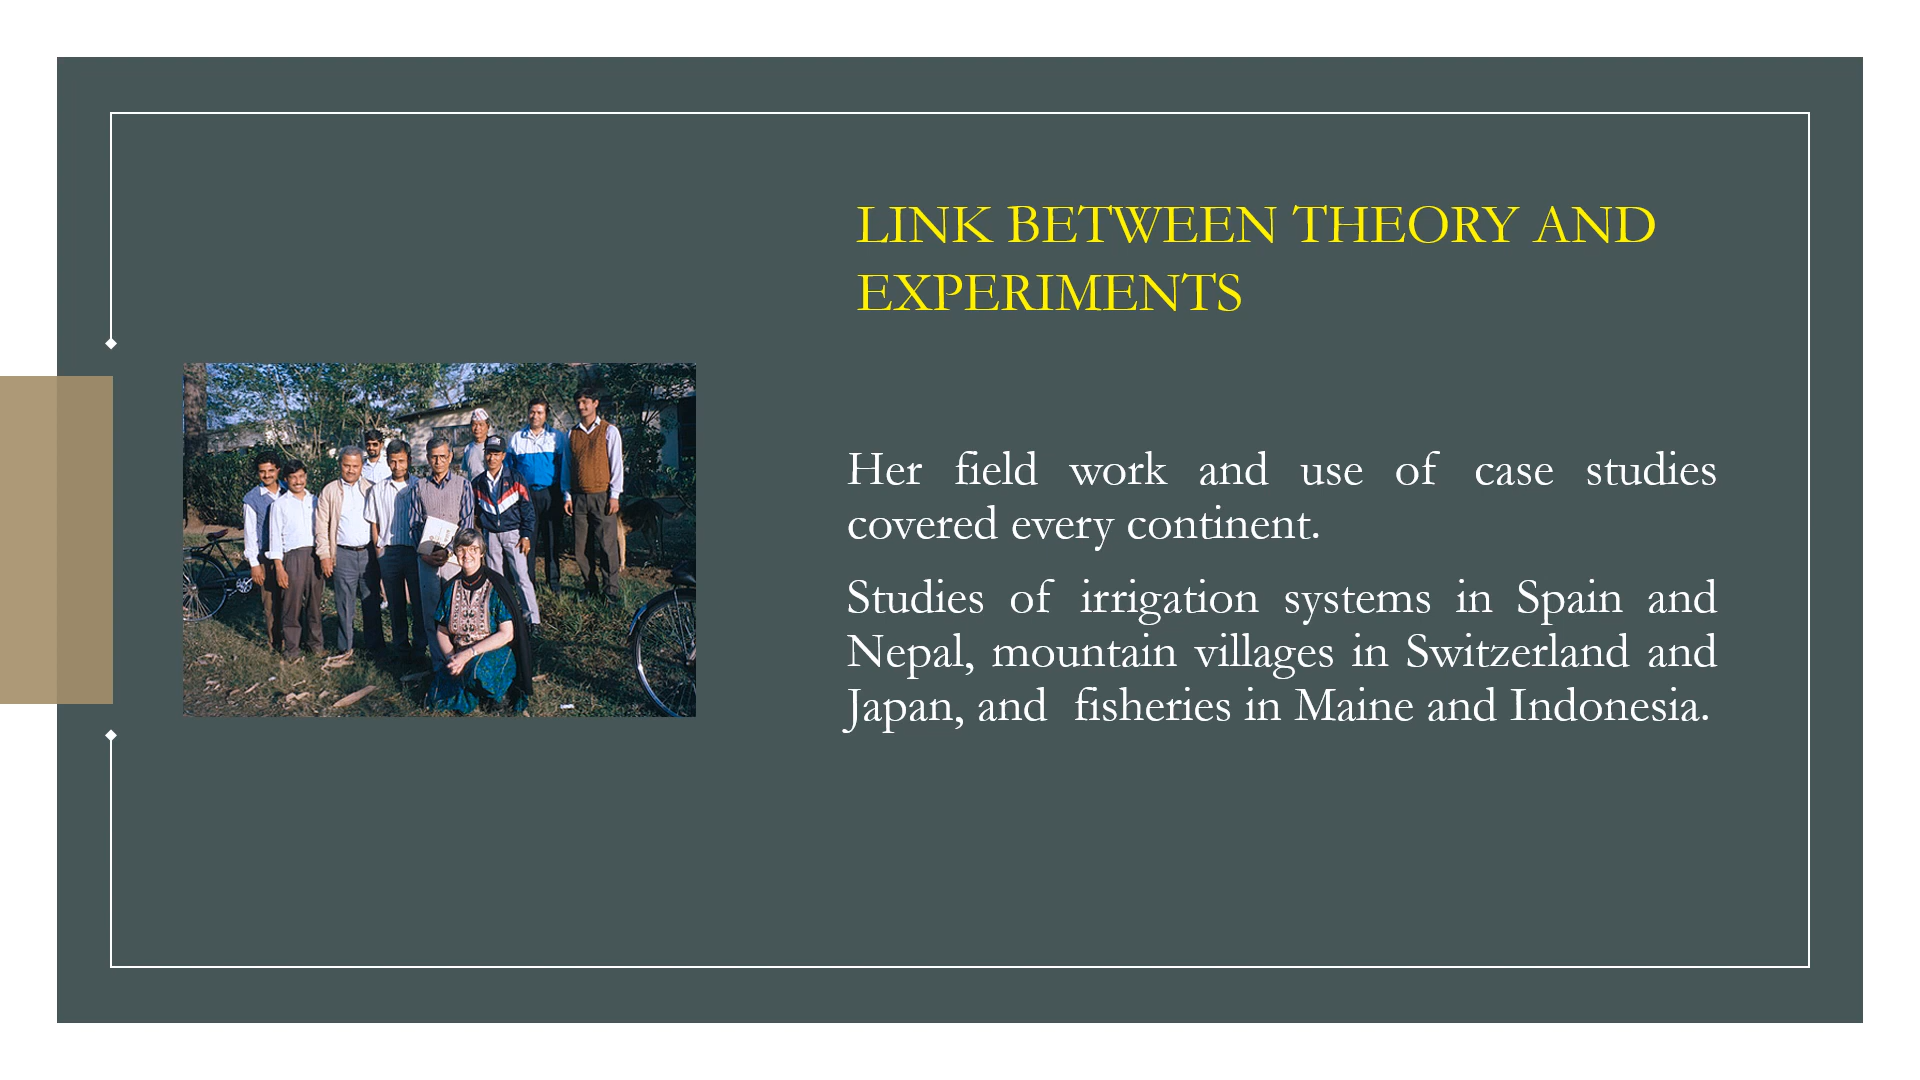 LINK BETWEEN THEORY AND
EXPERIMENTS
Her field work and use of case studies
covered every continent.
Studies of irrigation systems in Spain and
Nepal, mountain villages in Switzerland and
Japan, and fisheries in Maine and Indonesia.